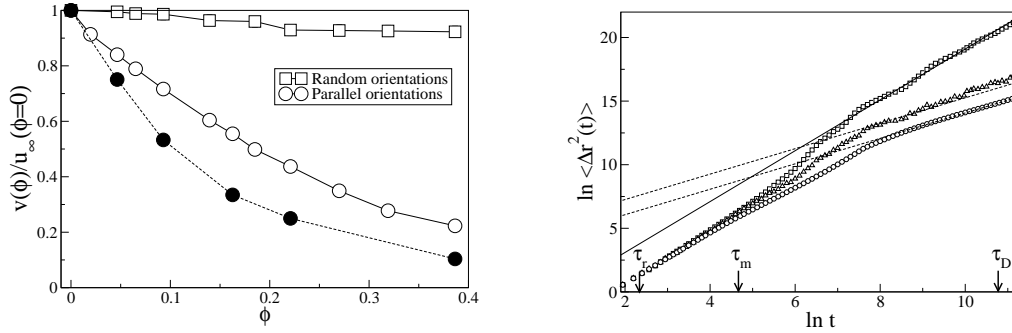 v(ϕ)/u∞(ϕ=0)
1
0.8
0.6
0.4
0.2
0
0
0.1
0.2
0.3
0.4
ϕ
Random orientations
Parallel orientations
ln <Δr²(t)>
20
15
10
5
0
2
4
6
8
10
ln t
τr
τm
τD